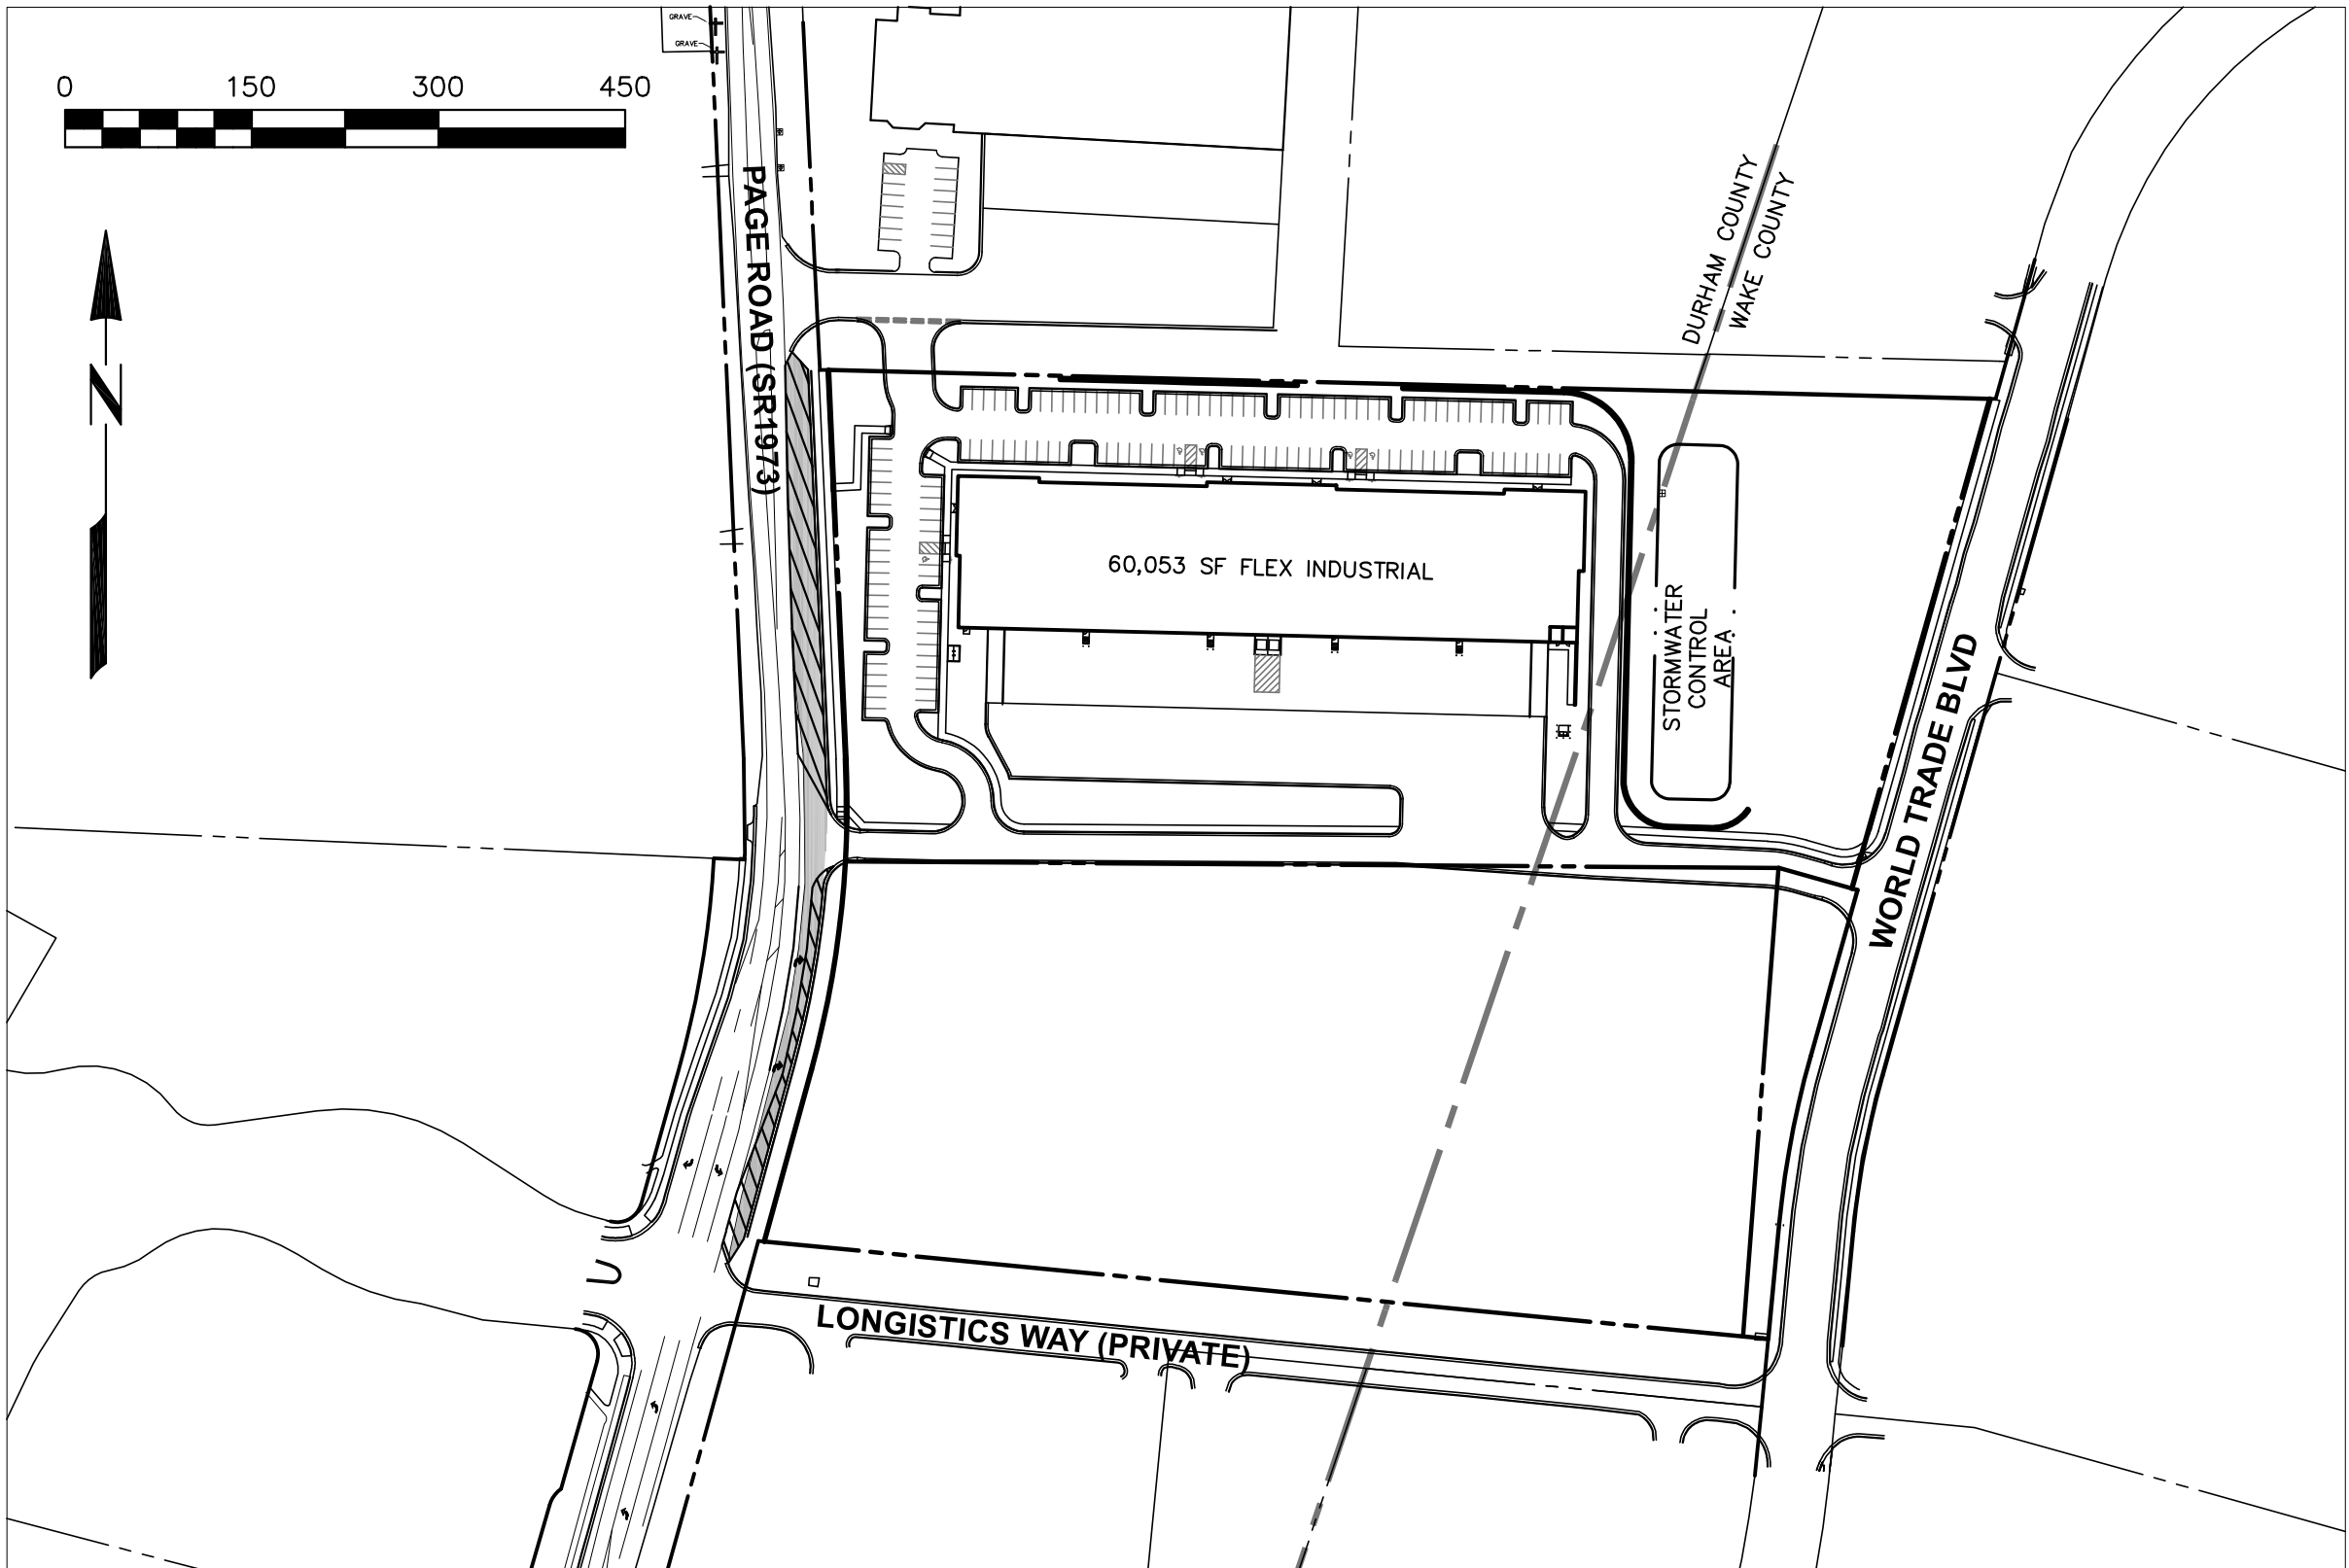 GRAVE
GRAVE
0 150 300 450
N
PAGE ROAD (SR1973)
DURHAM COUNTY
WAKE COUNTY
60,053 SF FLEX INDUSTRIAL
STORMWATER
CONTROL
AREA
WORLD TRADE BLVD
LONGISTICS WAY (PRIVATE)